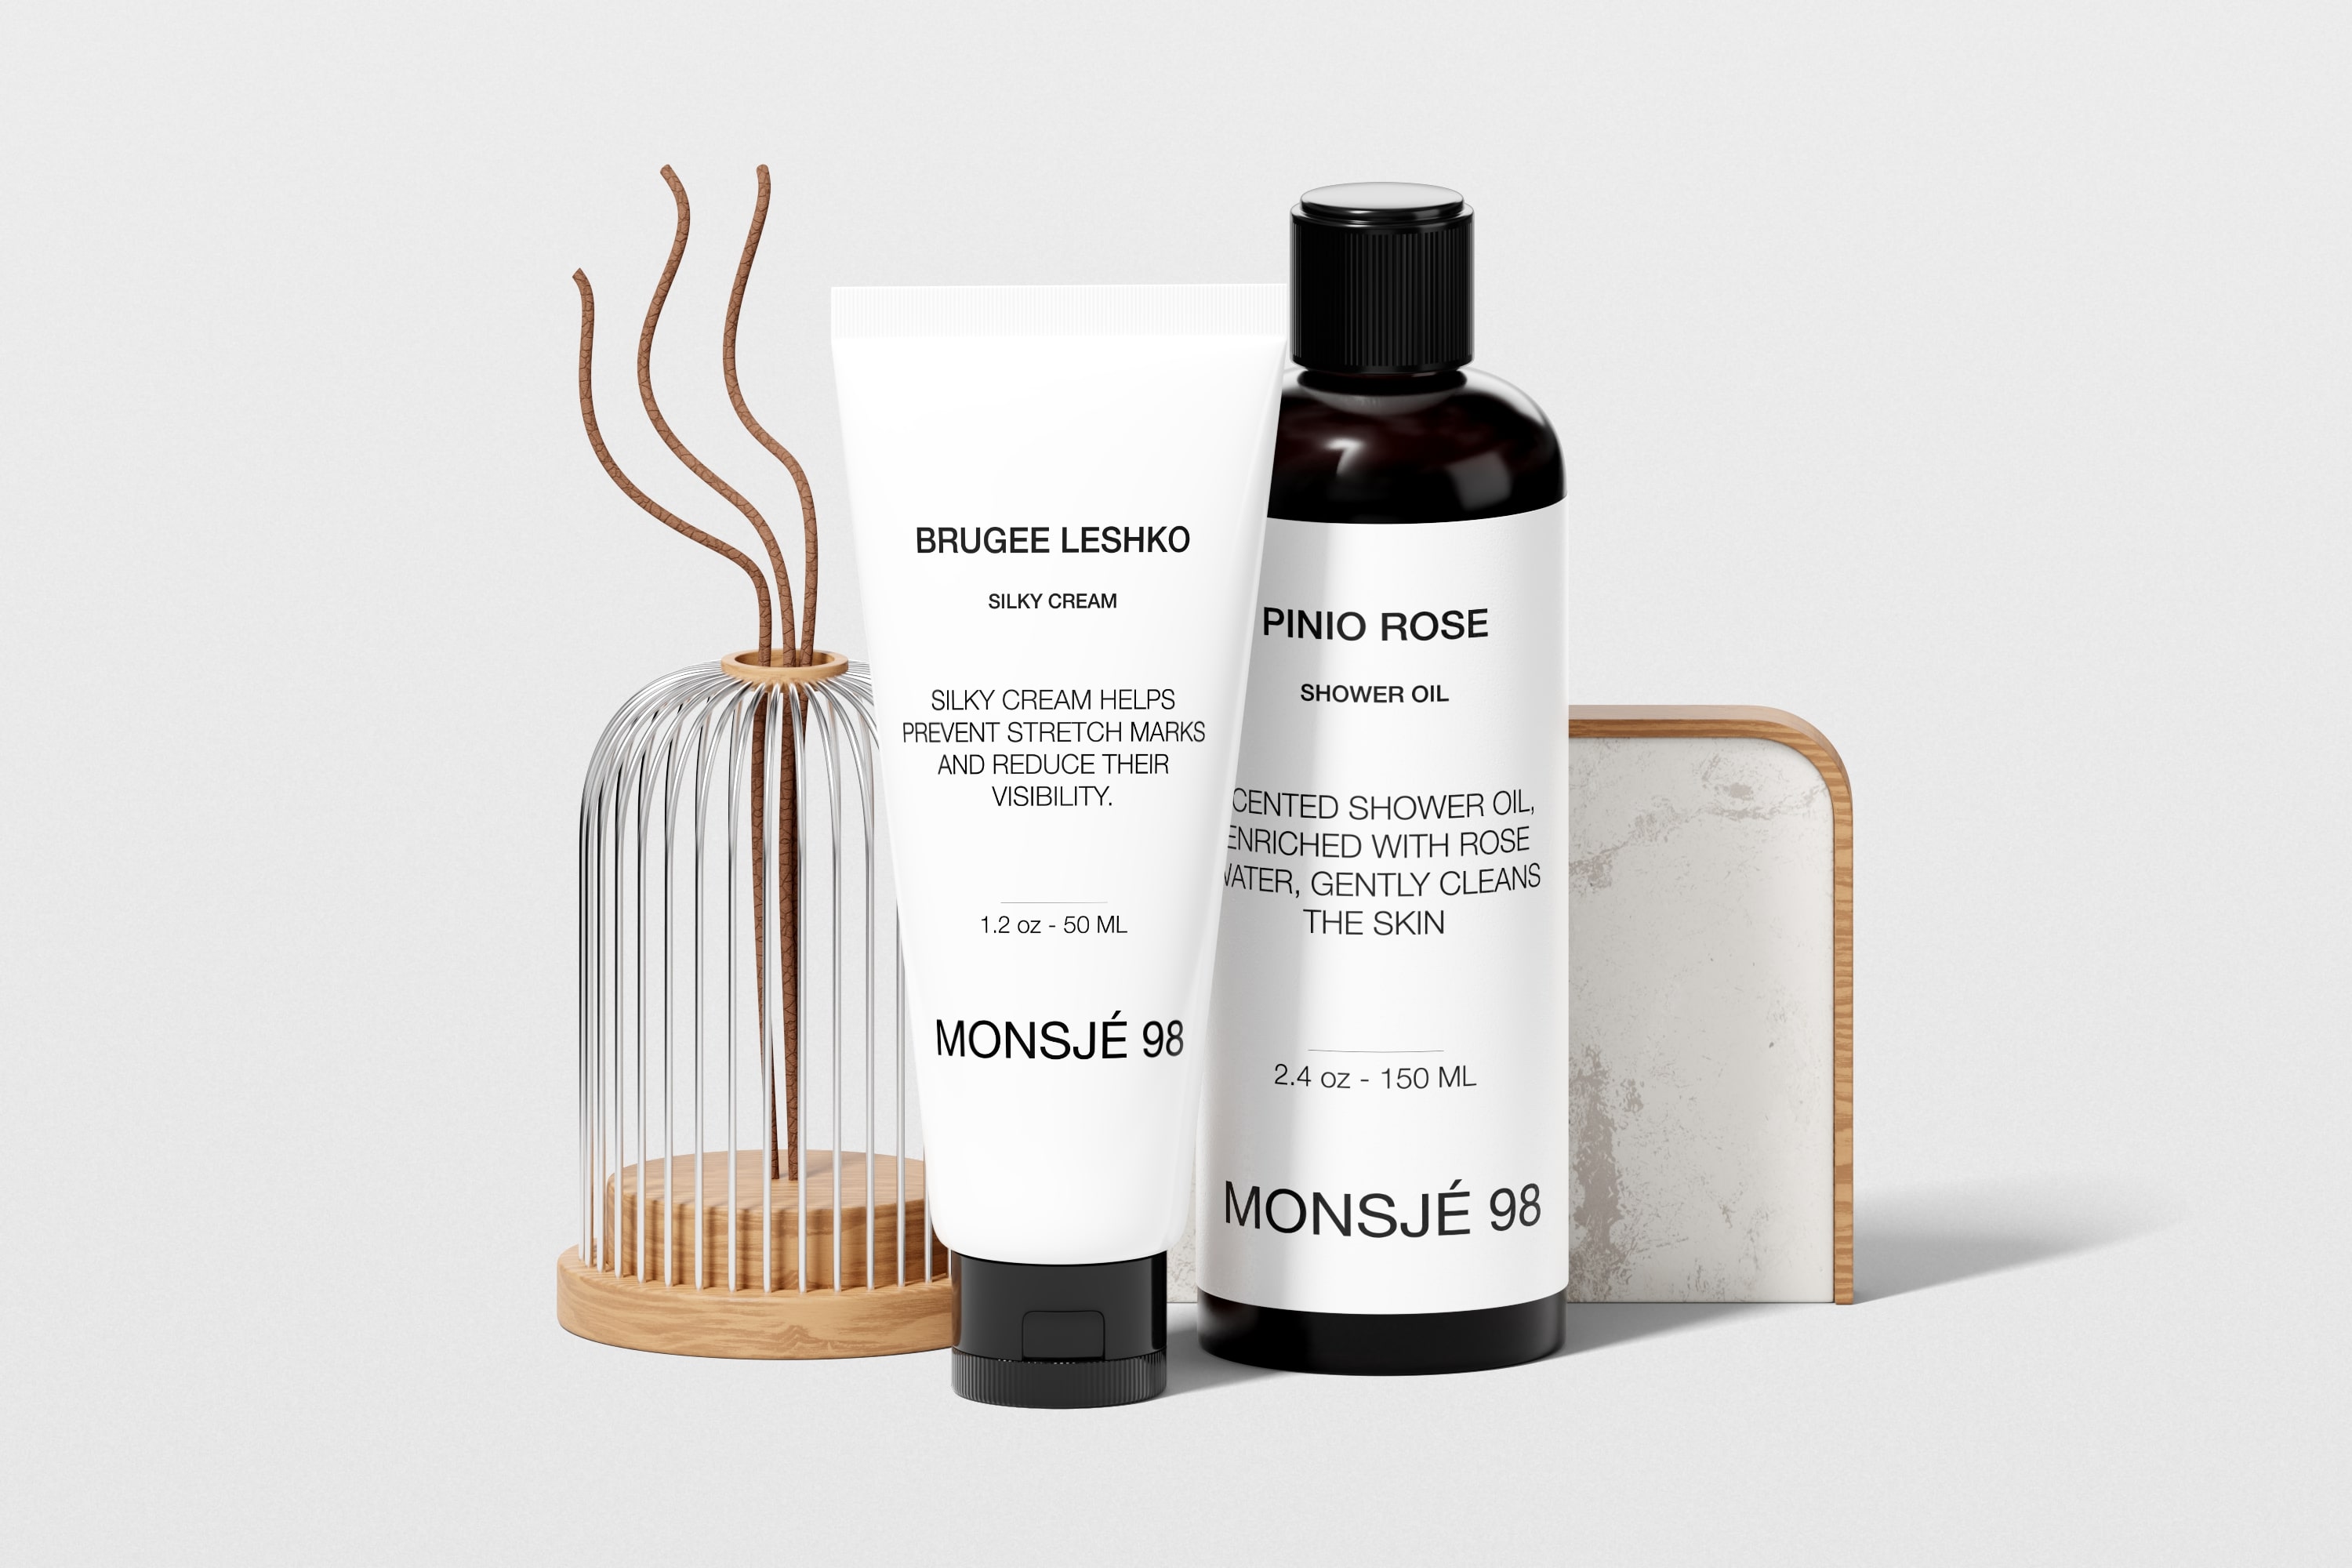 BRUGEE LESHKO
SILKY CREAM
SILKY CREAM HELPS
PREVENT STRETCH MARKS
AND REDUCE THEIR
VISIBILITY.
1.2 oz - 50 ML
MONSJÉ 98
PINIO ROSE
SHOWER OIL
CENTED SHOWER OIL,
ENRICHED WITH ROSE
WATER, GENTLY CLEANS
THE SKIN
2.4 oz - 150 ML
MONSJÉ 98